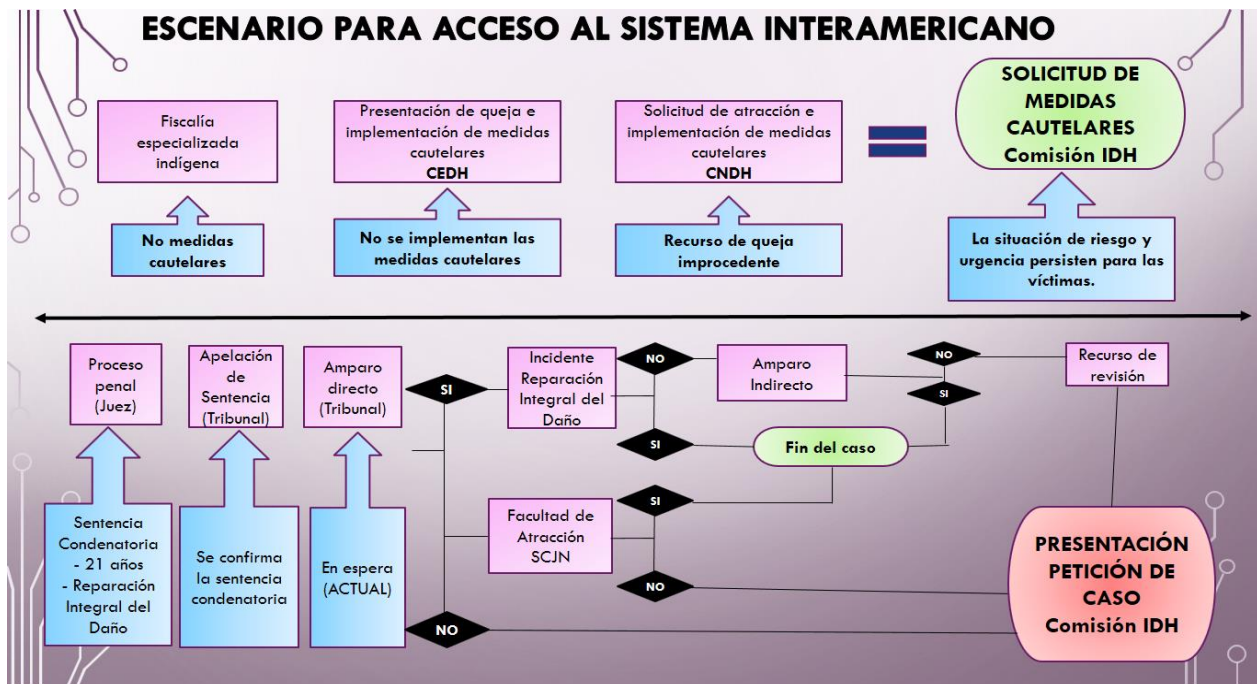 ESCENARIO PARA ACCESO AL SISTEMA INTERAMERICANO
Fiscalía
especializada
indígena
Presentación de queja e
implementación de medidas
cautelares
CEDH
Solicitud de atracción e
implementación de medidas
cautelares
CNDH
SOLICITUD DE
MEDIDAS
CAUTELARES
Comisión IDH
No medidas
cautelares
No se implementan las
medidas cautelares
Recurso de queja
improcedente
La situación de riesgo y
urgencia persisten para las
víctimas.
Proceso
penal
(Juez)
Apelación
de
Sentencia
(Tribunal)
Amparo
directo
(Tribunal)
SI
Incidente
Reparación
Integral del
Daño
NO
SI
Amparo
Indirecto
NO
SI
Recurso de
revisión
Fin del caso
Sentencia
Condenatoria
- 21 años
- Reparación
Integral del
Daño
Se confirma
la sentencia
condenatoria
En espera
(ACTUAL)
Facultad de
Atracción
SCJN
SI
NO
NO
PRESENTACIÓN
PETICIÓN DE
CASO
Comisión IDH